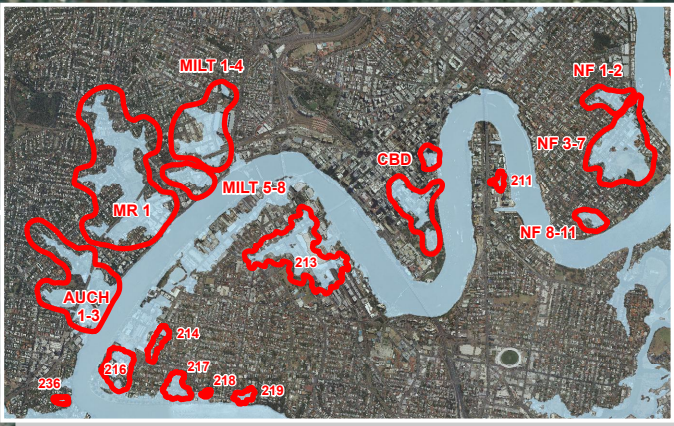 MILT 1-4
NF 1-2
NF 3-7
CBD
211
MILT 5-8
MR 1
NF 8-11
213
AUCH
1-3
214
216
217
218
219
236